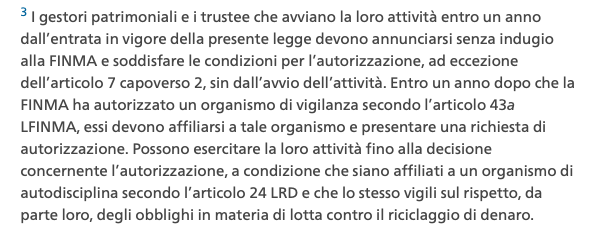 3 I gestori patrimoniali e i trustee che avviano la loro attività entro un anno
dall'entrata in vigore della presente legge devono annunciarsi senza indugio
alla FINMA e soddisfare le condizioni per l'autorizzazione, ad eccezione
dell'articolo 7 capoverso 2, sin dall'avvio dell'attività. Entro un anno dopo che la
FINMA ha autorizzato un organismo di vigilanza secondo l'articolo 43a
LFINMA, essi devono affiliarsi a tale organismo e presentare una richiesta di
autorizzazione. Possono esercitare la loro attività fino alla decisione
concernente l'autorizzazione, a condizione che siano affiliati a un organismo di
autodisciplina secondo l'articolo 24 LRD e che lo stesso vigili sul rispetto, da
parte loro, degli obblighi in materia di lotta contro il riciclaggio di denaro.